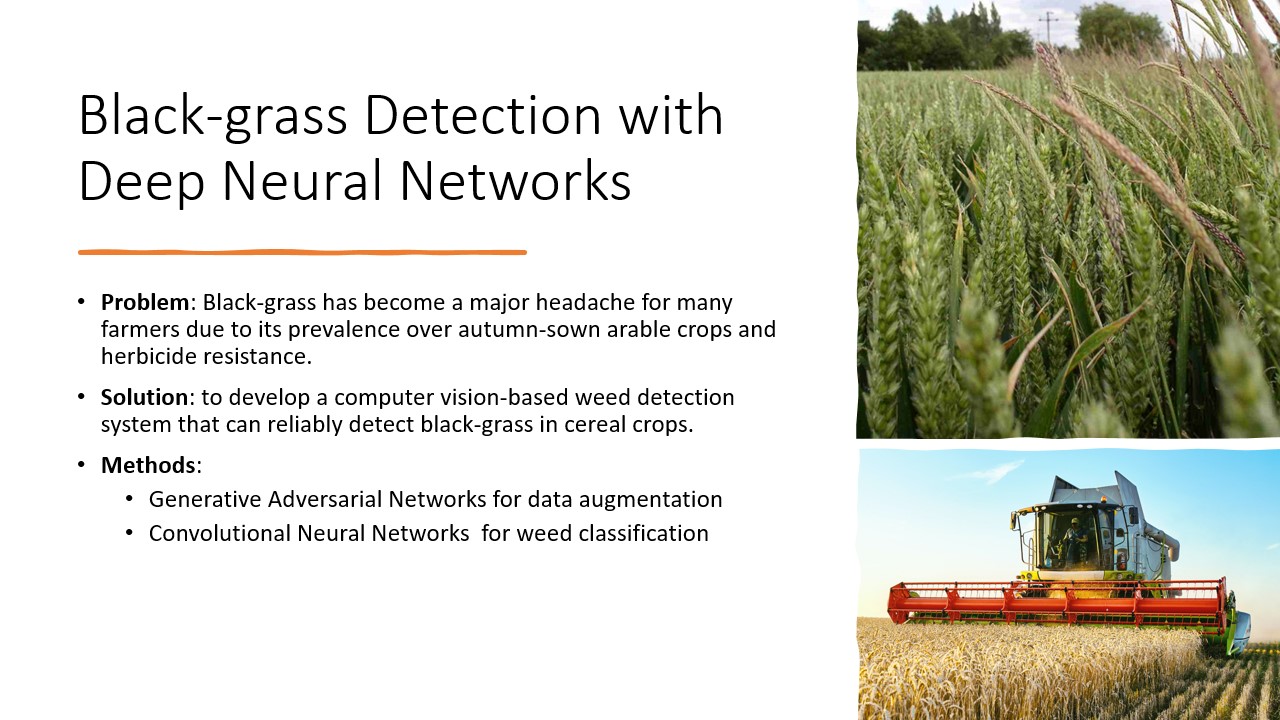 Black-grass Detection with
Deep Neural Networks
• Problem: Black-grass has become a major headache for many
farmers due to its prevalence over autumn-sown arable crops and
herbicide resistance.
• Solution: to develop a computer vision-based weed detection
system that can reliably detect black-grass in cereal crops.
• Methods:
• Generative Adversarial Networks for data augmentation
• Convolutional Neural Networks  for weed classification